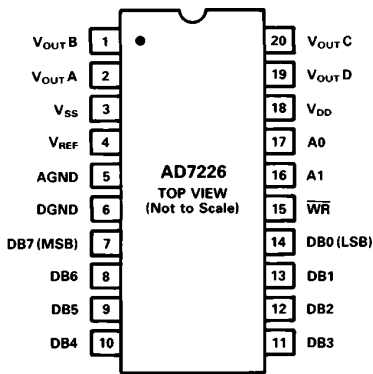 VOUT B 1 20 VOUT C
VOUT A 2 19 VOUT D
VSS 3 18 VDD
VREF 4 17 A0
AGND 5 16 A1
AD7226
TOP VIEW
(Not to Scale)
DGND 6 15 WR
DB7 (MSB) 7 14 DB0 (LSB)
DB6 8 13 DB1
DB5 9 12 DB2
DB4 10 11 DB3